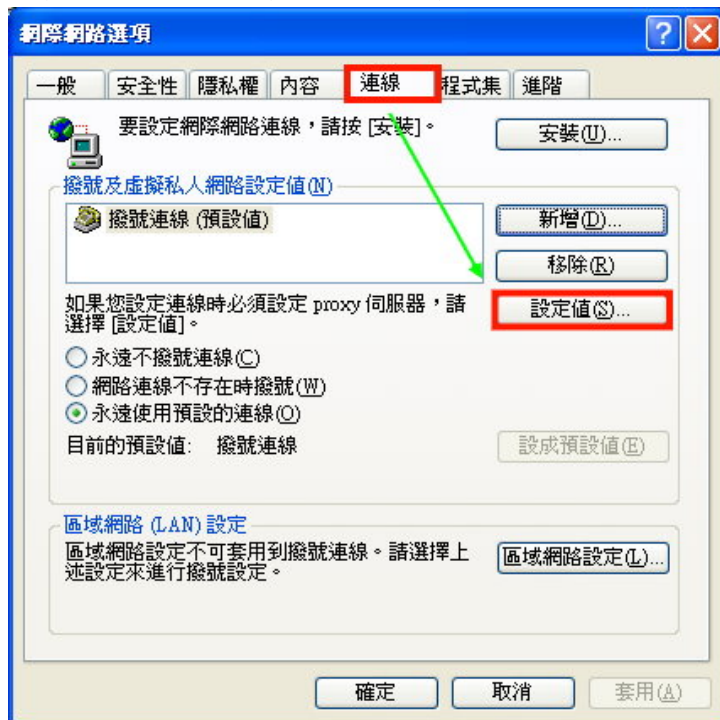 網際網路選項
一般 安全性 隱私權 內容 連線 程式集 進階
要設定網際網路連線，請按 [安裝]。
安裝(U)...
撥號及虛擬私人網路設定值(N)
撥號連線 (預設值)
新增(D)...
移除(R)
如果您設定連線時必須設定 proxy 伺服器，請
選擇 [設定值]。
設定值(S)...
永遠不撥號連線(C)
網路連線不存在時撥號(W)
永遠使用預設的連線(O)
目前的預設值: 撥號連線
設成預設值(E)
區域網路 (LAN) 設定
區域網路設定不可套用到撥號連線。請選擇上
述設定來進行撥號設定。
區域網路設定(L)...
確定 取消 套用(A)